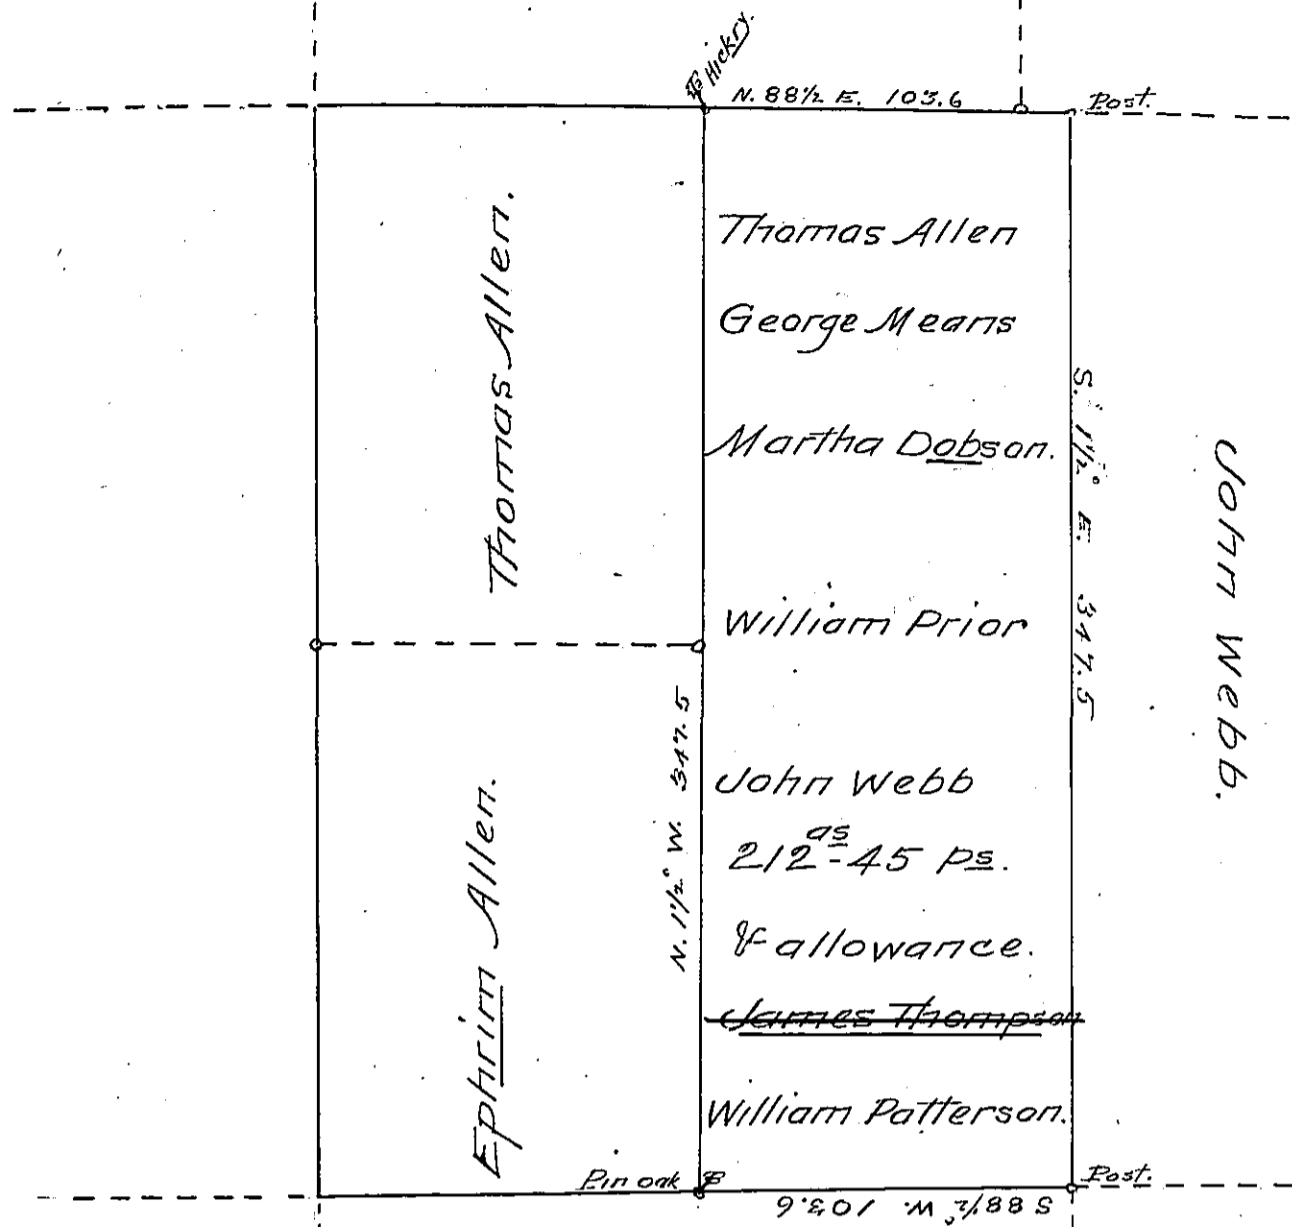 Hickry.
N. 88½ E. 103.6
Post.
Thomas Allen.
Thomas Allen
George Means
Martha Dobson.
S. 1½° E. 347.5
John Webb.
William Prior
N. 1½° W. 347.5
John Webb
212 as - 45 ps.
& allowance.
Ephrim Allen.
James Thompson
William Patterson.
Pin oak
Post.
S 88½° W. 103.6